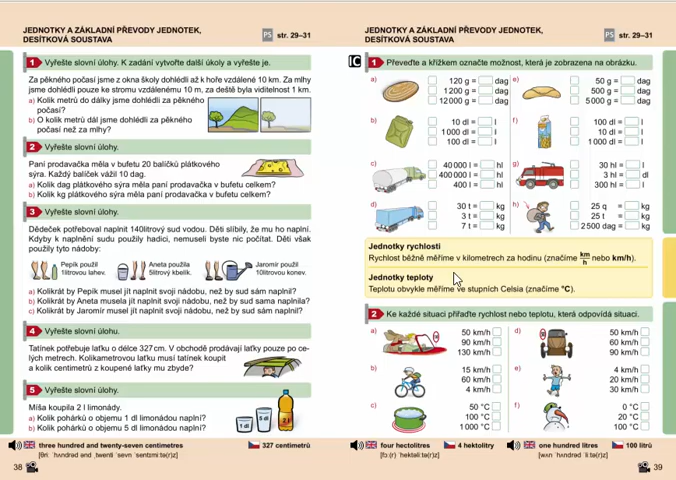 JEDNOTKY A ZÁKLADNÍ PŘEVODY JEDNOTEK,
DESÍTKOVÁ SOUSTAVA
PS str. 29–31
1 Vyřešte slovní úlohy. K zadání vytvořte další úkoly a vyřešte je.
Za pěkného počasí jsme z okna školy dohlédli až k hoře vzdálené 10 km. Za mlhy
jsme dohlédli pouze ke stromu vzdálenému 10 m, za deště byla viditelnost 1 km.
a) Kolik metrů do dálky jsme dohlédli za pěkného
počasí?
b) O kolik metrů dál jsme dohlédli za pěkného
počasí než za mlhy?
2 Vyřešte slovní úlohy.
Paní prodavačka měla v bufetu 20 balíčků plátkového
sýra. Každý balíček vážil 10 dag.
a) Kolik dag plátkového sýra měla paní prodavačka v bufetu celkem?
b) Kolik kg plátkového sýra měla paní prodavačka v bufetu celkem?
3 Vyřešte slovní úlohy.
Dědeček potřeboval naplnit 140litrový sud vodou. Děti slíbily, že mu ho naplní.
Kdyby k naplnění sudu použily hadici, nemuseli byste nic počítat. Děti však
použily tyto nádoby:
Pepík použil
1litrovou lahev.
Aneta použila
5litrový kbelík.
Jaromír použil
10litrovou konev.
a) Kolikrát by Pepík musel jít naplnit svoji nádobu, než by sud sám naplnil?
b) Kolikrát by Aneta musela jít naplnit svoji nádobu, než by sud sama naplnila?
c) Kolikrát by Jaromír musel jít naplnit svoji nádobu, než by sud sám naplnil?
4 Vyřešte slovní úlohu.
Tatínek potřebuje laťku o délce 327 cm. V obchodě prodávají laťky pouze po ce-
lých metrech. Kolikametrovou laťku musí tatínek koupit
a kolik centimetrů z koupené laťky mu zbyde?
5 Vyřešte slovní úlohy.
Míša koupila 2 l limonády.
a) Kolik pohárků o objemu 1 dl limonádou naplní?
b) Kolik pohárků o objemu 5 dl limonádou naplní?
1 dl
5 dl
2 l
three hundred and twenty-seven centimetres
327 centimetrů
38
JEDNOTKY A ZÁKLADNÍ PŘEVODY JEDNOTEK,
DESÍTKOVÁ SOUSTAVA
PS str. 29–31
1 Převeďte a křížkem označte možnost, která je zobrazena na obrázku.
a)
120 g = dag
1 200 g = dag
12 000 g = dag
e)
50 g = dag
500 g = dag
5 000 g = dag
b)
10 dl = l
1 000 dl = l
100 dl = l
f)
100 dl = l
10 dl = l
1 000 dl = l
c)
40 000 l = hl
400 000 l = hl
400 l = hl
g)
30 hl = l
3 hl = dl
300 hl = l
d)
30 t = kg
3 t = kg
7 t = kg
h)
25 q = kg
25 t = kg
2 500 dag = kg
Jednotky rychlosti
Rychlost běžně měříme v kilometrech za hodinu (značíme km/h nebo km/h).
Jednotky teploty
Teplotu obvykle měříme ve stupních Celsia (značíme °C).
2 Ke každé situaci přiřaďte rychlost nebo teplotu, která odpovídá situaci.
a)
50 km/h
90 km/h
130 km/h
d)
50 km/h
60 km/h
90 km/h
b)
15 km/h
60 km/h
4 km/h
e)
4 km/h
20 km/h
30 km/h
c)
50 °C
100 °C
1 000 °C
f)
0 °C
20 °C
100 °C
four hectolitres
4 hektolitry
one hundred litres
100 litrů
39